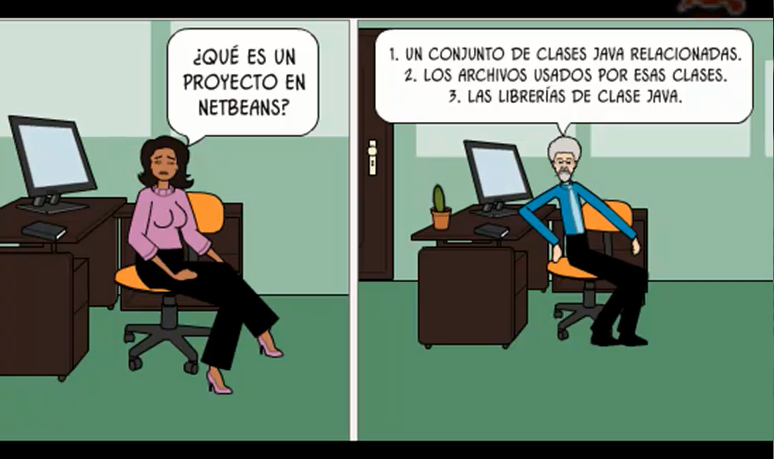 ¿QUÉ ES UN
PROYECTO EN
NETBEANS?
1. UN CONJUNTO DE CLASES JAVA RELACIONADAS.
2. LOS ARCHIVOS USADOS POR ESAS CLASES.
3. LAS LIBRERÍAS DE CLASE JAVA.